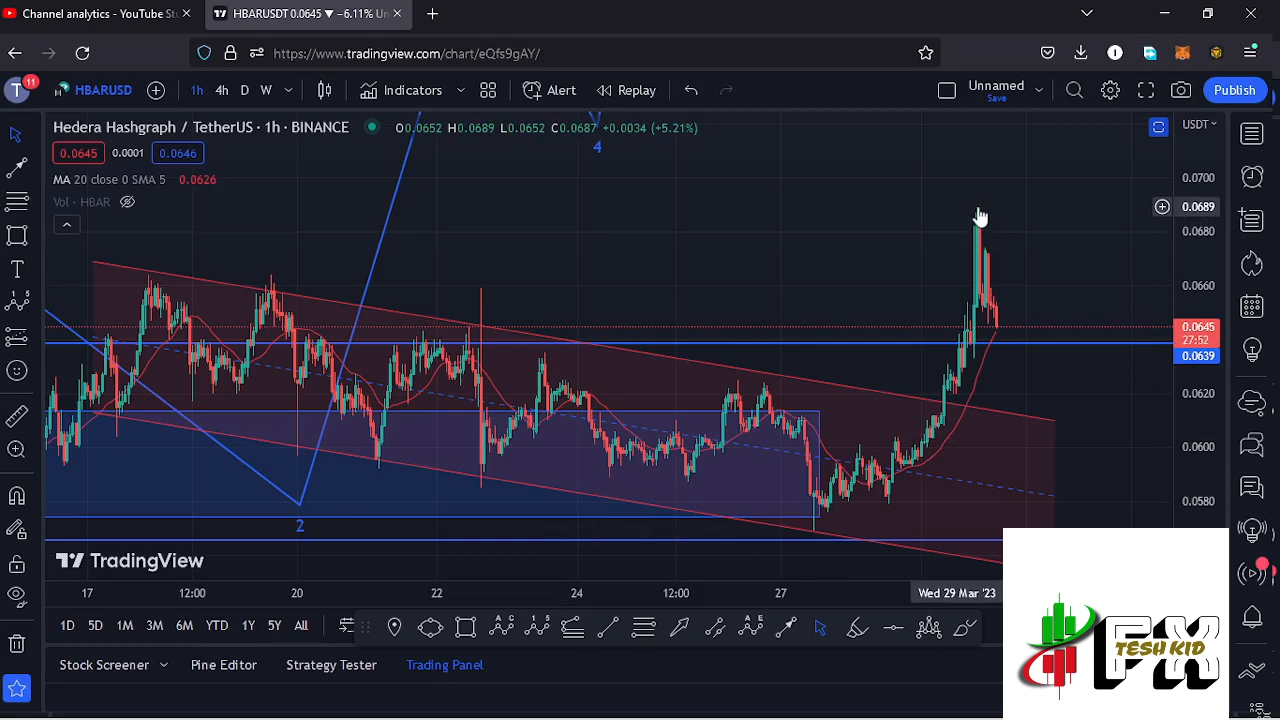 Channel analytics - YouTube St
HBARUSDT 0.0645 ▼ −6.11% Un
https://www.tradingview.com/chart/eQfs9gAY/
T
11
HBARUSD
1h
4h
D
W
Indicators
Alert
Replay
Unnamed
Save
Publish
Hedera Hashgraph / TetherUS · 1h · BINANCE
O0.0652 H0.0689 L0.0652 C0.0687 +0.0034 (+5.21%)
USDT
4
0.0645
0.0001
0.0646
MA 20 close 0 SMA 5 0.0626
Vol · HBAR
0.0700
0.0689
0.0680
0.0660
0.0645
27:52
0.0639
0.0620
0.0600
0.0580
2
TradingView
17
12:00
20
22
24
12:00
27
Wed 29 Mar '23
1D
5D
1M
3M
6M
YTD
1Y
5Y
All
Stock Screener
Pine Editor
Strategy Tester
Trading Panel
FX
TESH KID